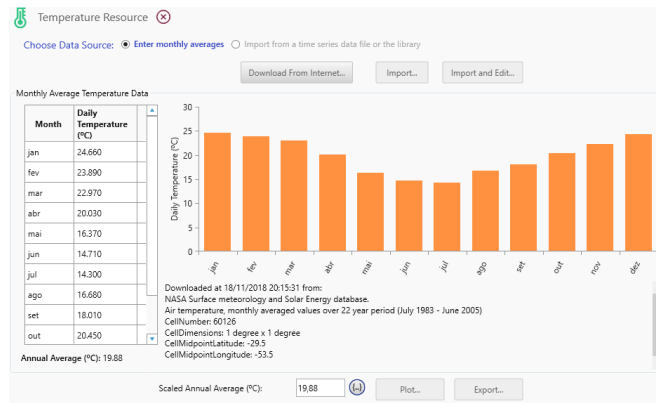 Temperature Resource
Choose Data Source: Enter monthly averages Import from a time series data file or the library
Download From Internet... Import... Import and Edit...
Monthly Average Temperature Data
Month Daily Temperature (ºC)
jan 24.660
fev 23.890
mar 22.970
abr 20.030
mai 16.370
jun 14.710
jul 14.300
ago 16.680
set 18.010
out 20.450
Annual Average (ºC): 19.88
Daily Temperature (ºC)
30
25
20
15
10
5
0
jan fev mar abr mai jun jul ago set out nov dez
Downloaded at 18/11/2018 20:15:31 from:
NASA Surface meteorology and Solar Energy database.
Air temperature, monthly averaged values over 22 year period (July 1983 - June 2005)
CellNumber: 60126
CellDimensions: 1 degree x 1 degree
CellMidpointLatitude: -29.5
CellMidpointLongitude: -53.5
Scaled Annual Average (ºC): 19,88 {..} Plot... Export...